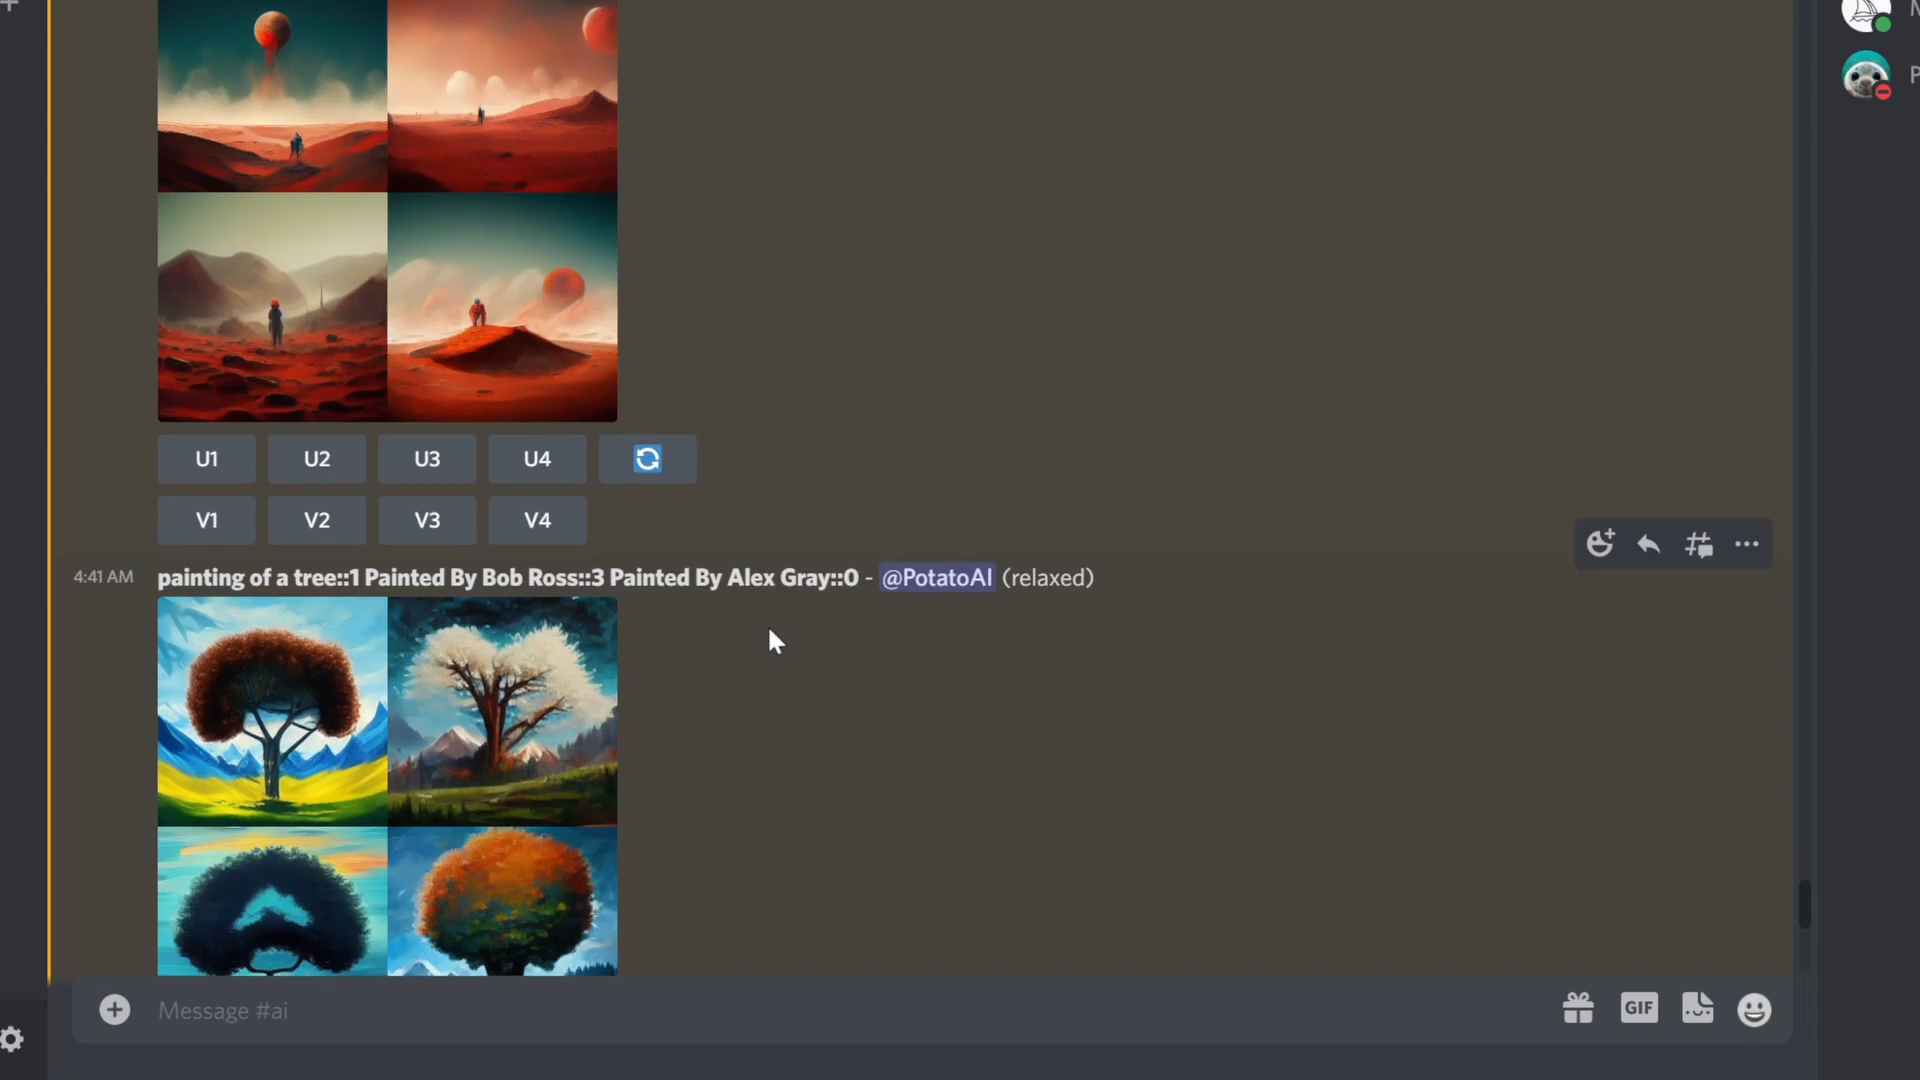 U1 U2 U3 U4
V1 V2 V3 V4
4:41 AM painting of a tree::1 Painted By Bob Ross::3 Painted By Alex Gray::0 - @PotatoAI (relaxed)
Message #ai GIF